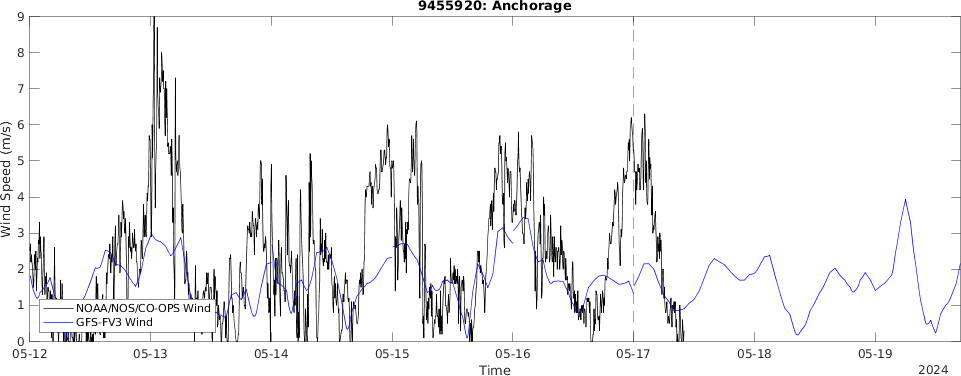 9455920: Anchorage
9
8
7
6
5
4
3
2
1
0
Wind Speed (m/s)
NOAA/NOS/CO-OPS Wind
GFS-FV3 Wind
05-12 05-13 05-14 05-15 05-16 05-17 05-18 05-19
Time
2024